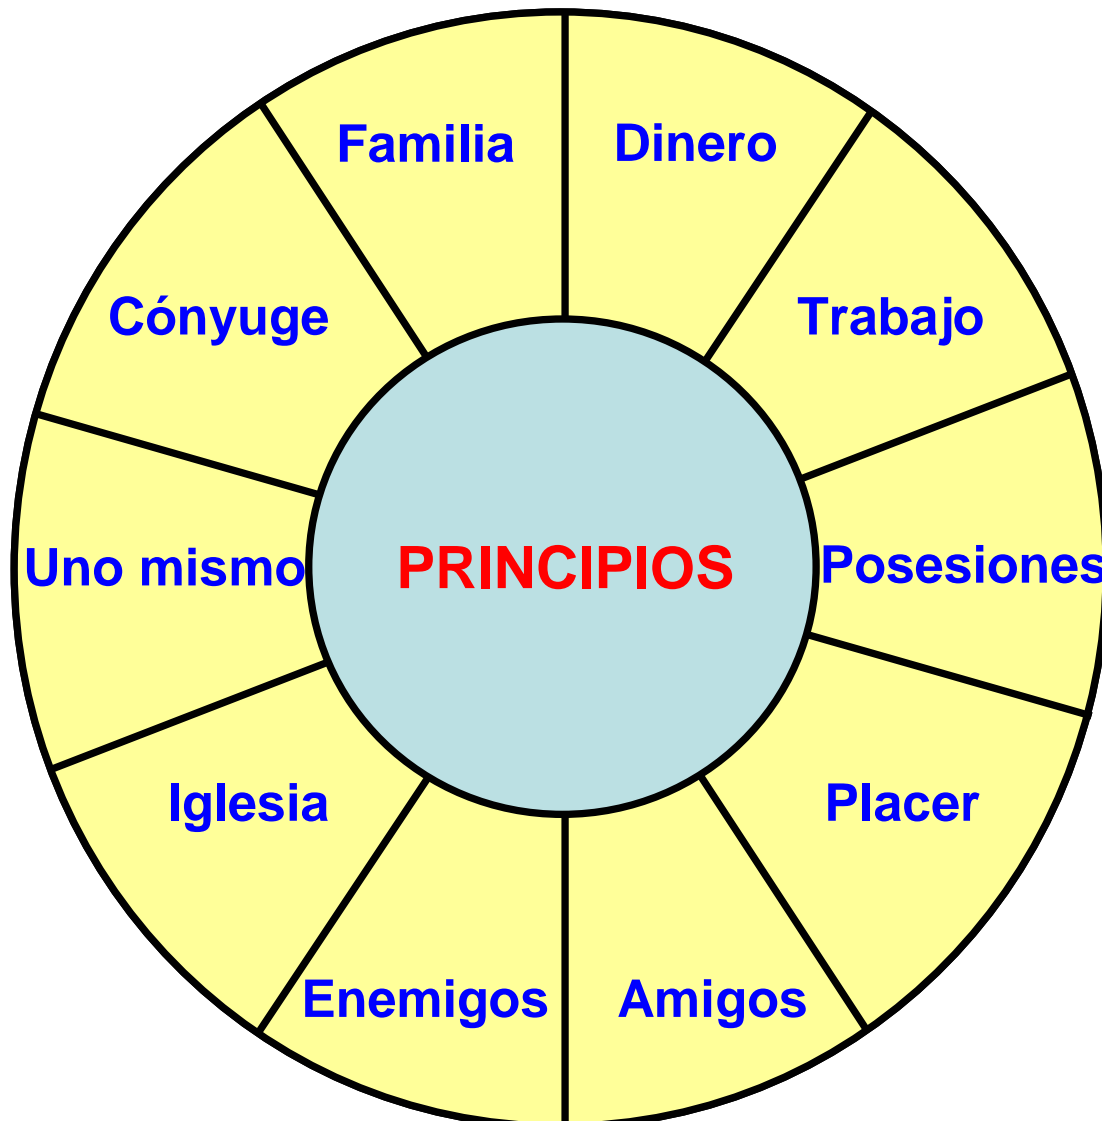 Familia
Dinero
Cónyuge
Trabajo
Uno mismo
PRINCIPIOS
Posesiones
Iglesia
Placer
Enemigos
Amigos